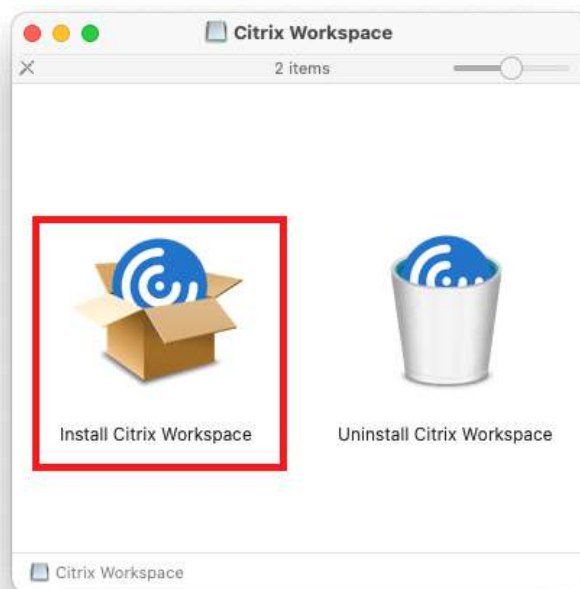 Citrix Workspace
2 items
Install Citrix Workspace
Uninstall Citrix Workspace
Citrix Workspace